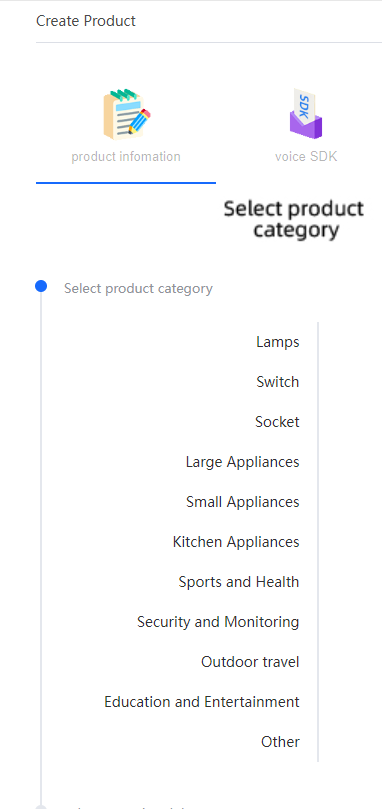 Create Product
SDK
product infomation
voice SDK
Select product
category
Select product category
Lamps
Switch
Socket
Large Appliances
Small Appliances
Kitchen Appliances
Sports and Health
Security and Monitoring
Outdoor travel
Education and Entertainment
Other